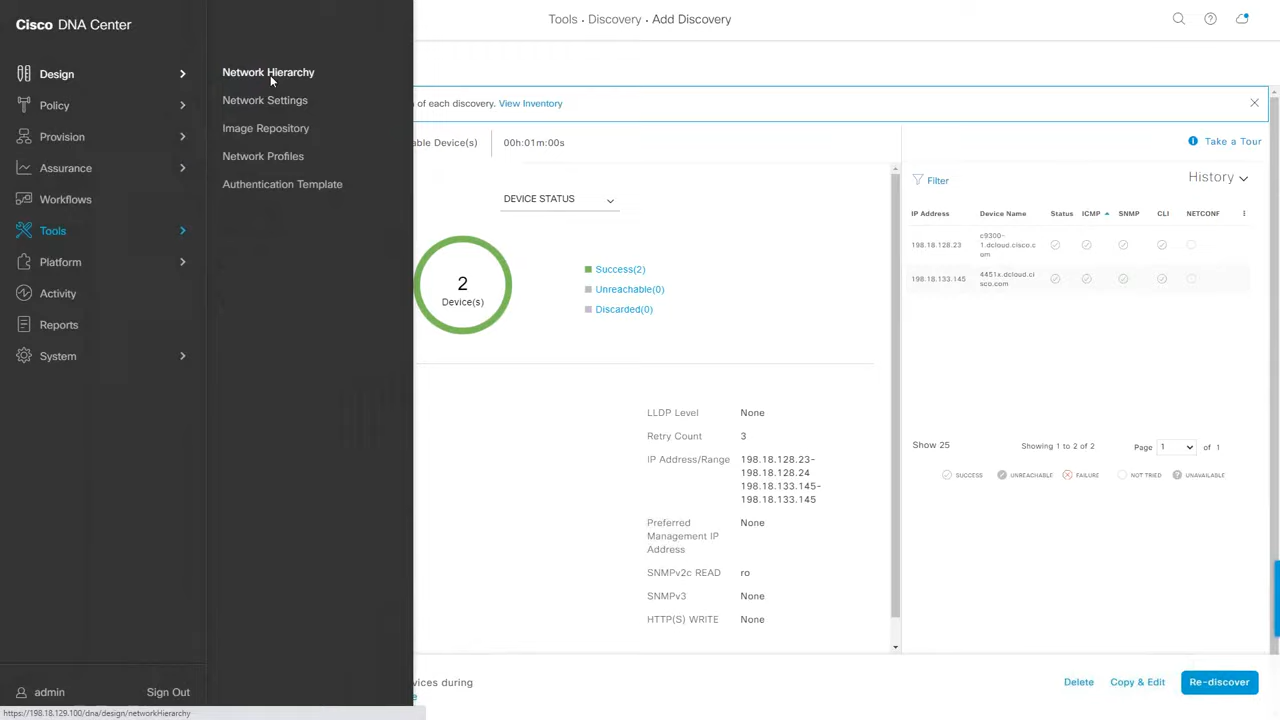 Cisco DNA Center
Design
Policy
Provision
Assurance
Workflows
Tools
Platform
Activity
Reports
System
admin
Sign Out
Network Hierarchy
Network Settings
Image Repository
Network Profiles
Authentication Template
Tools · Discovery · Add Discovery
of each discovery. View Inventory
able Device(s)
00h:01m:00s
Take a Tour
DEVICE STATUS
2
Device(s)
Success(2)
Unreachable(0)
Discarded(0)
LLDP Level None
Retry Count 3
IP Address/Range 198.18.128.23-
198.18.128.24
198.18.133.145-
198.18.133.145
Preferred None
Management IP
Address
SNMPv2c READ ro
SNMPv3 None
HTTP(S) WRITE None
Filter
History
IP Address Device Name Status ICMP SNMP CLI NETCONF
198.18.128.23 c9300-
1.dcloud.cisco.c
om
198.18.133.145 4451x.dcloud.ci
sco.com
Show 25 Showing 1 to 2 of 2 Page 1 of 1
SUCCESS UNREACHABLE FAILURE NOT TRIED UNAVAILABLE
vices during
e
Delete Copy & Edit Re-discover
https://198.18.129.100/dna/design/networkHierarchy